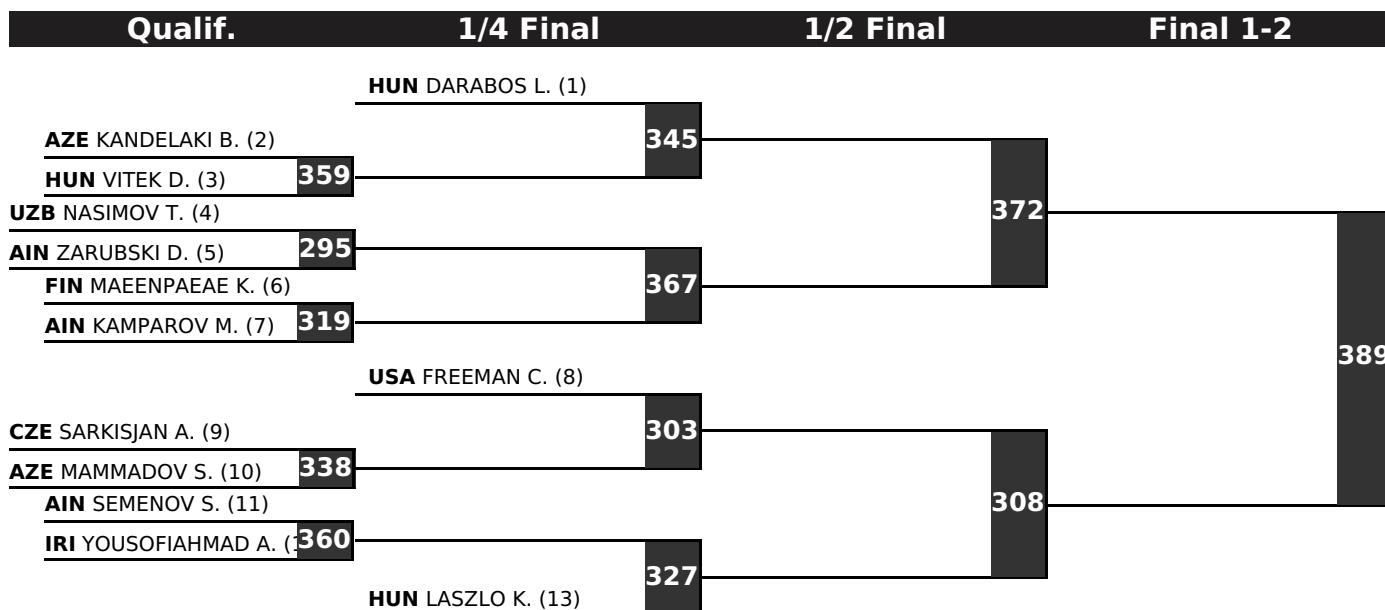 Qualif. 1/4 Final 1/2 Final Final 1-2
HUN DARABOS L. (1)
345
AZE KANDELAKI B. (2)
359
HUN VITEK D. (3)
372
UZB NASIMOV T. (4)
295
AIN ZARUBSKI D. (5)
367
FIN MAEENPAEAE K. (6)
319
AIN KAMPAROV M. (7)
389
USA FREEMAN C. (8)
303
CZE SARKISJAN A. (9)
338
AZE MAMMADOV S. (10)
308
AIN SEMENOV S. (11)
360
IRI YOUSOFIAHMAD A.
327
HUN LASZLO K. (13)